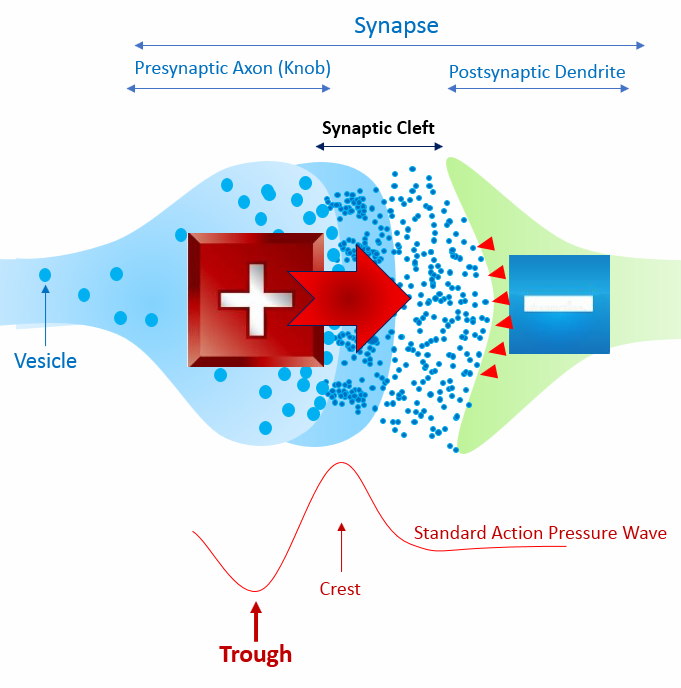 Synapse
Presynaptic Axon (Knob)
Postsynaptic Dendrite
Synaptic Cleft
Vesicle
Standard Action Pressure Wave
Crest
Trough